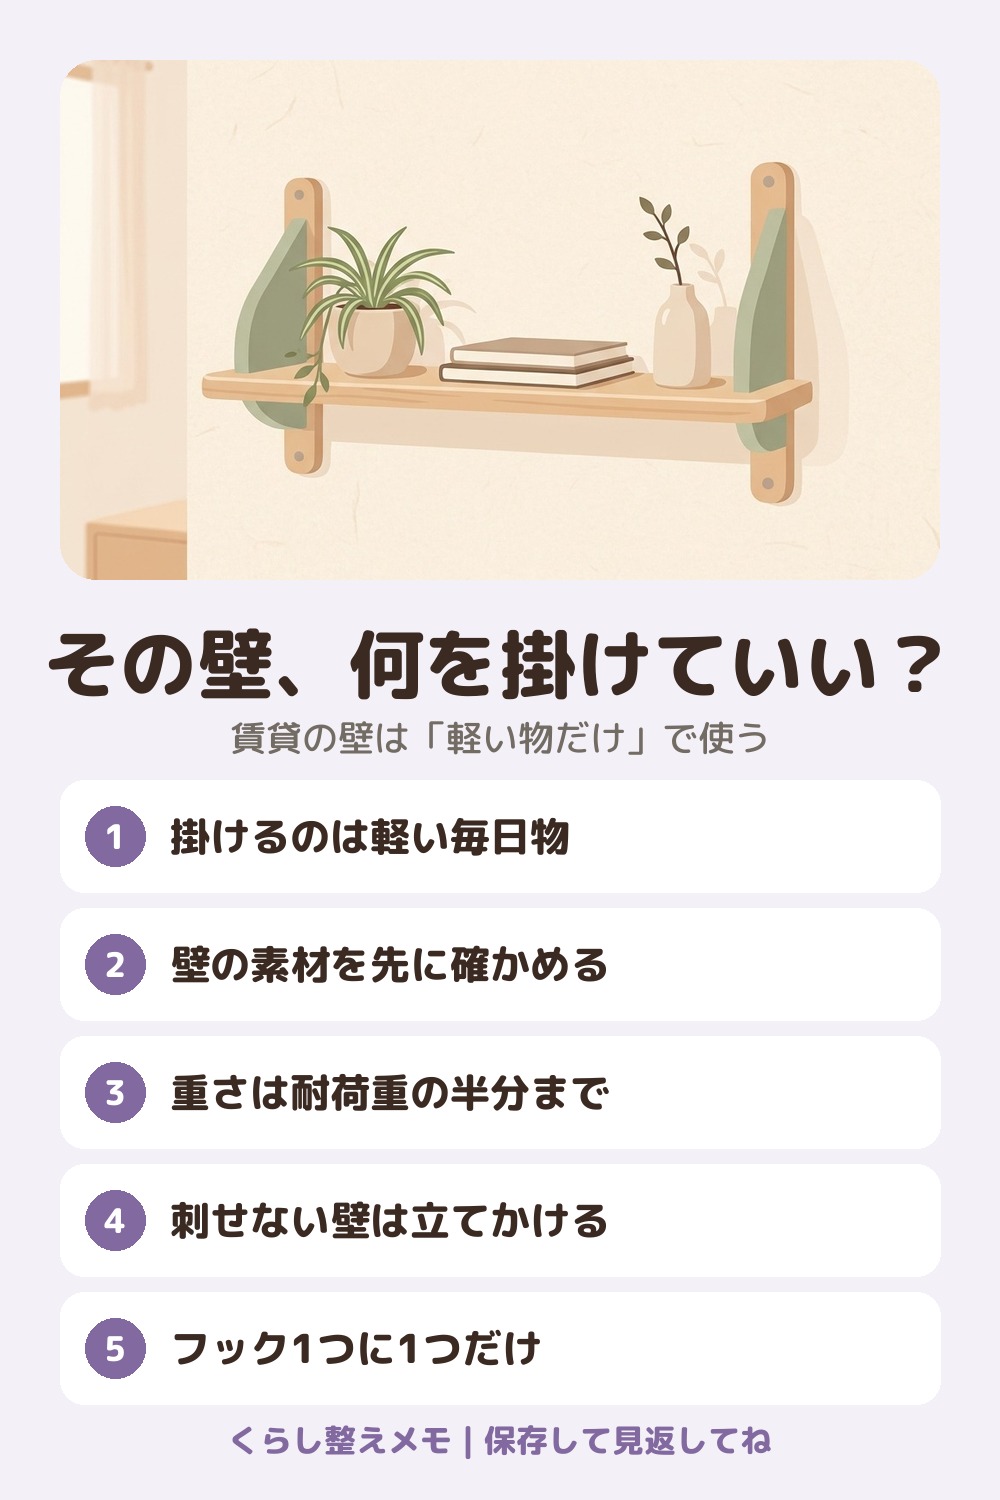 その壁、何を掛けていい？
賃貸の壁は「軽い物だけ」で使う
1 掛けるのは軽い毎日物
2 壁の素材を先に確かめる
3 重さは耐荷重の半分まで
4 刺せない壁は立てかける
5 フック1つに1つだけ
くらし整えメモ｜保存して見返してね